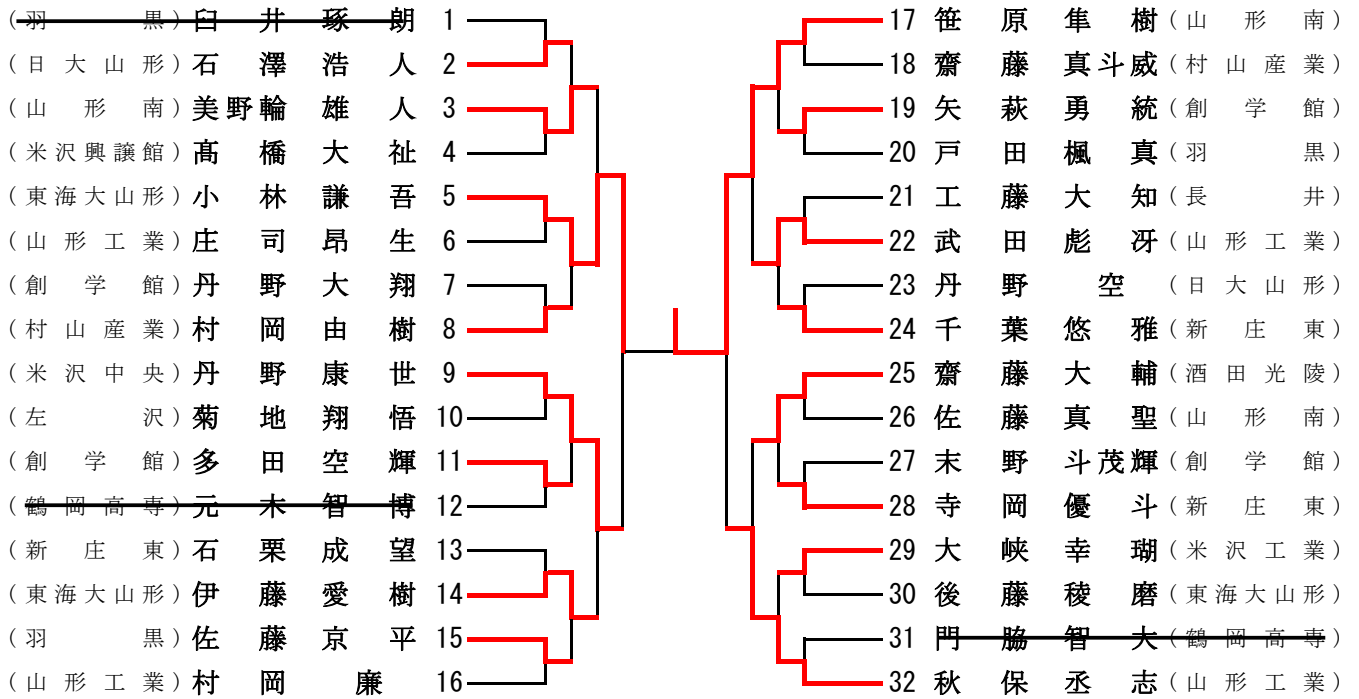 (羽黒) 臼井琢朗 1
(日大山形) 石澤浩人 2
(山形南) 美野輪雄人 3
(米沢興譲館) 髙橋大祉 4
(東海大山形) 小林謙吾 5
(山形工業) 庄司昂生 6
(創学館) 丹野大翔 7
(村山産業) 村岡由樹 8
(米沢中央) 丹野康世 9
(左沢) 菊地翔悟 10
(創学館) 多田空輝 11
(鶴岡高専) 元木智博 12
(新庄東) 石栗成望 13
(東海大山形) 伊藤愛樹 14
(羽黒) 佐藤京平 15
(山形工業) 村岡廉 16
17 笹原隼樹 (山形南)
18 齋藤真斗威 (村山産業)
19 矢萩勇統 (創学館)
20 戸田楓真 (羽黒)
21 工藤大知 (長井)
22 武田彪冴 (山形工業)
23 丹野空 (日大山形)
24 千葉悠雅 (新庄東)
25 齋藤大輔 (酒田光陵)
26 佐藤真聖 (山形南)
27 末野斗茂輝 (創学館)
28 寺岡優斗 (新庄東)
29 大峡幸瑚 (米沢工業)
30 後藤稜磨 (東海大山形)
31 門脇智大 (鶴岡高専)
32 秋保丞志 (山形工業)